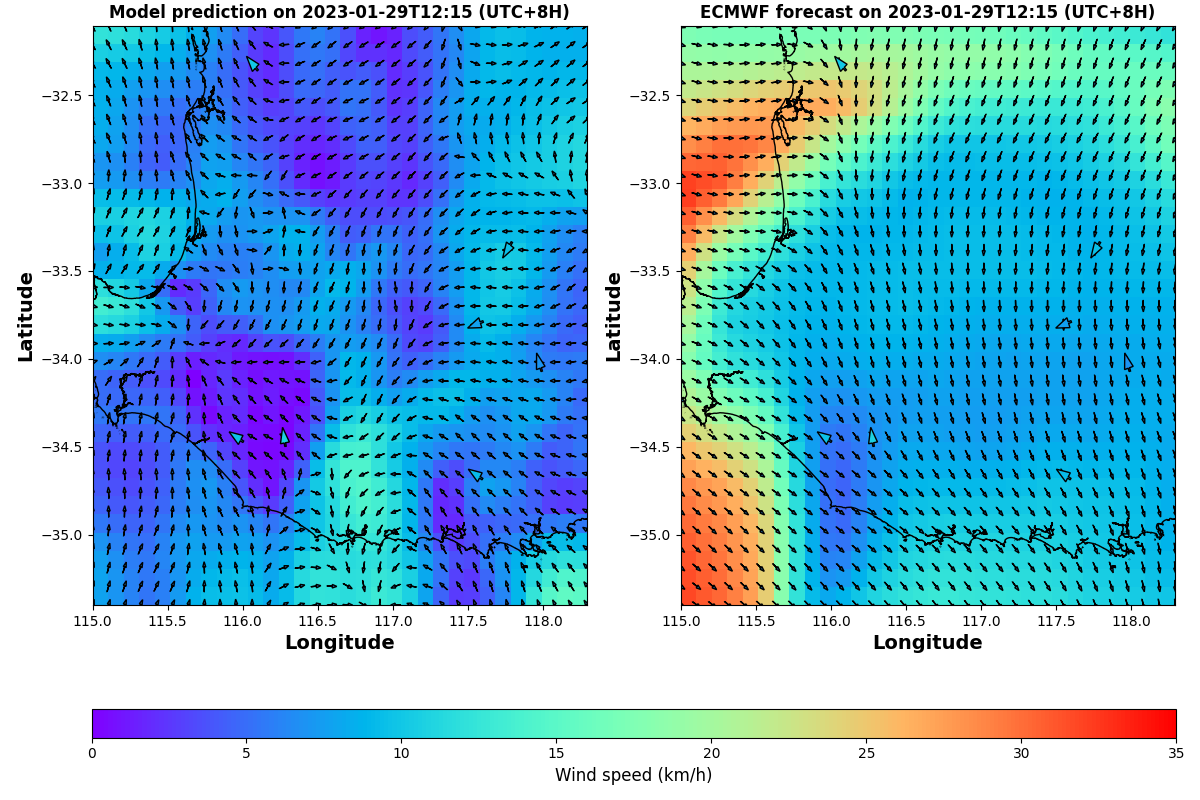 Model prediction on 2023-01-29T12:15 (UTC+8H)
ECMWF forecast on 2023-01-29T12:15 (UTC+8H)
Latitude
−32.5
−33.0
−33.5
−34.0
−34.5
−35.0
115.0 115.5 116.0 116.5 117.0 117.5 118.0
Longitude
Latitude
−32.5
−33.0
−33.5
−34.0
−34.5
−35.0
115.0 115.5 116.0 116.5 117.0 117.5 118.0
Longitude
0 5 10 15 20 25 30 35
Wind speed (km/h)